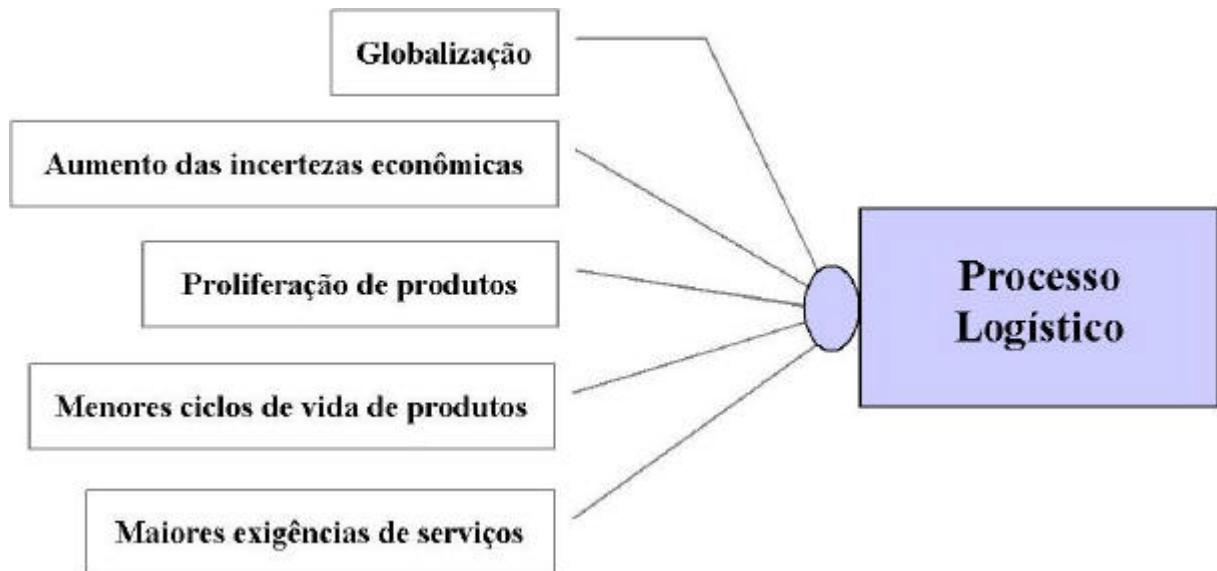 Globalização
Aumento das incertezas econômicas
Proliferação de produtos
Menores ciclos de vida de produtos
Maiores exigências de serviços
Processo
Logístico